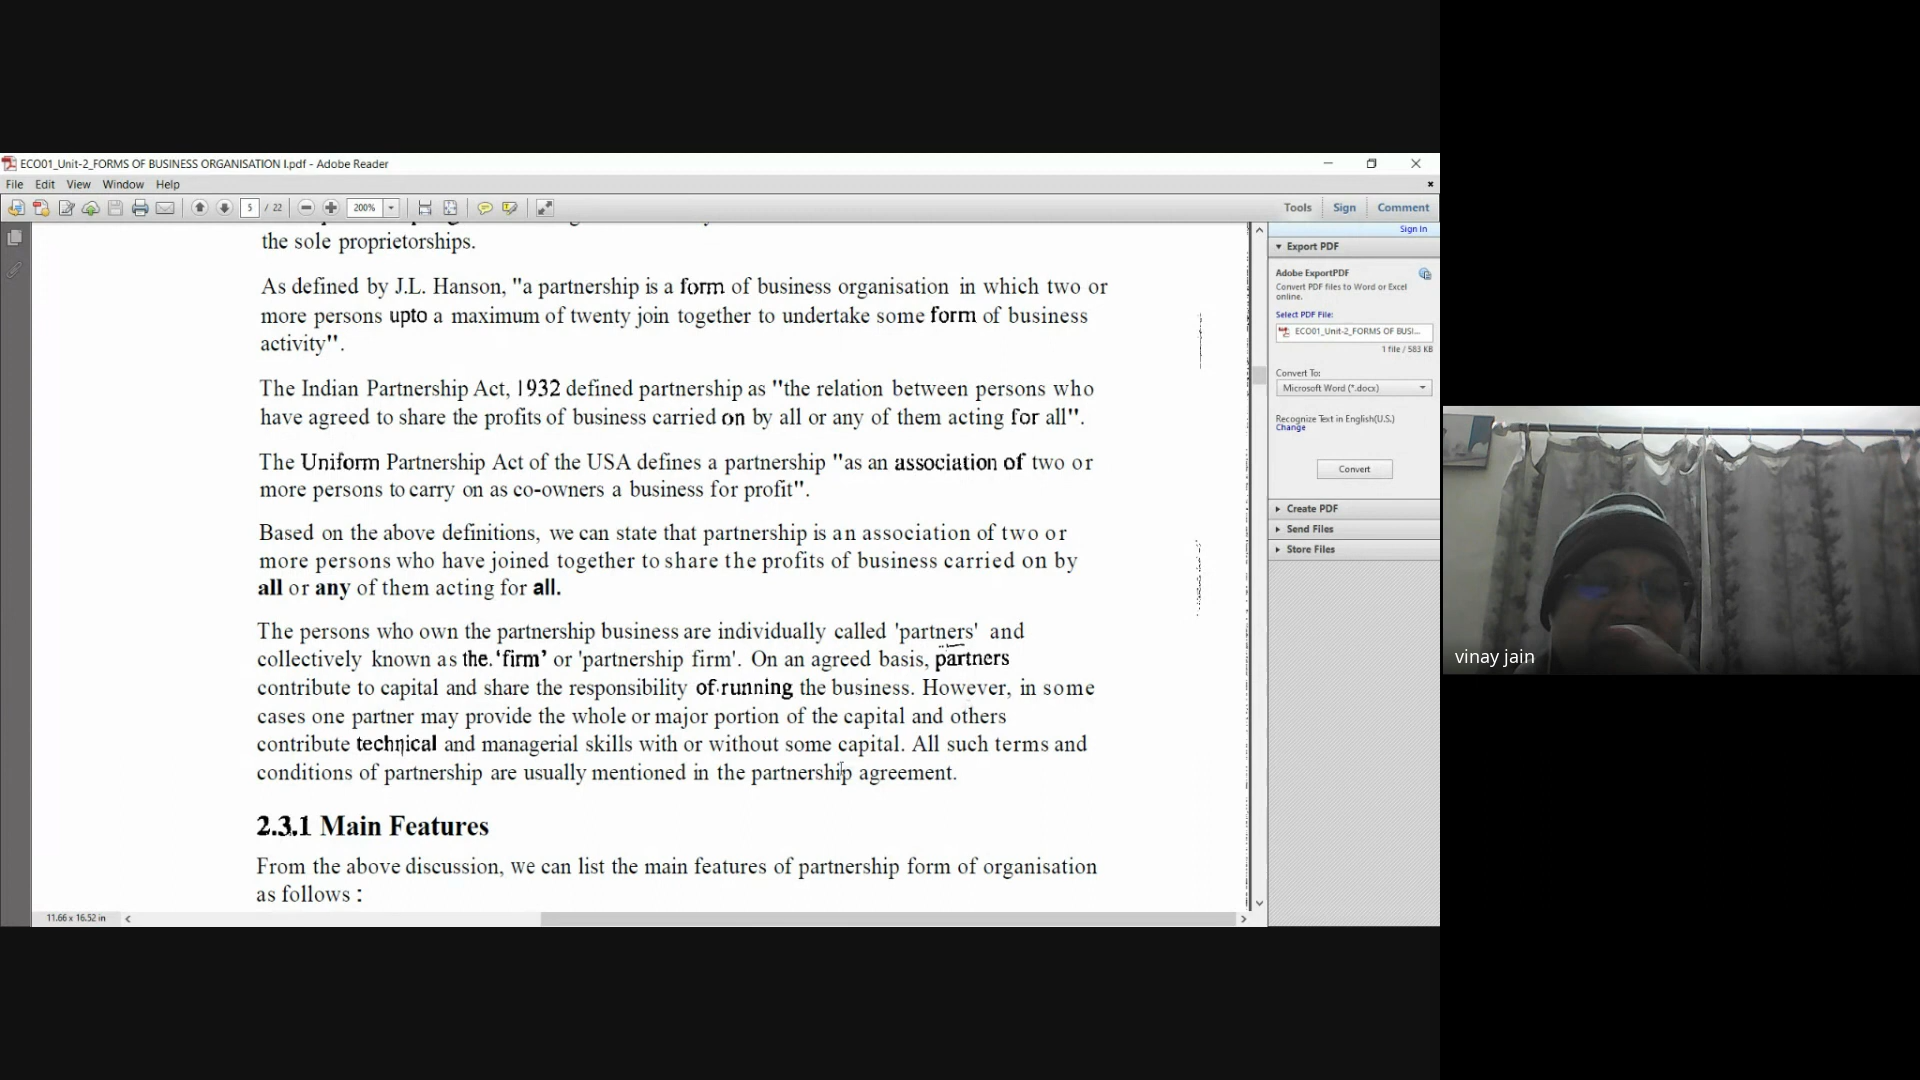 ECO01_Unit-2_FORMS OF BUSINESS ORGANISATION I.pdf - Adobe Reader
File Edit View Window Help
5 / 22 200% Tools Sign Comment
Sign In
the sole proprietorships.
As defined by J.L. Hanson, "a partnership is a form of business organisation in which two or
more persons upto a maximum of twenty join together to undertake some form of business
activity".
The Indian Partnership Act, 1932 defined partnership as "the relation between persons who
have agreed to share the profits of business carried on by all or any of them acting for all".
The Uniform Partnership Act of the USA defines a partnership "as an association of two or
more persons to carry on as co-owners a business for profit".
Based on the above definitions, we can state that partnership is an association of two or
more persons who have joined together to share the profits of business carried on by
all or any of them acting for all.
The persons who own the partnership business are individually called 'partners' and
collectively known as the 'firm' or 'partnership firm'. On an agreed basis, partners
contribute to capital and share the responsibility of running the business. However, in some
cases one partner may provide the whole or major portion of the capital and others
contribute technical and managerial skills with or without some capital. All such terms and
conditions of partnership are usually mentioned in the partnership agreement.
2.3.1 Main Features
From the above discussion, we can list the main features of partnership form of organisation
as follows :
11.66 x 16.52 in
Export PDF
Adobe ExportPDF
Convert PDF files to Word or Excel
online.
Select PDF File:
ECO01_Unit-2_FORMS OF BUSI...
1 file / 583 KB
Convert To:
Microsoft Word (*.docx)
Recognize Text in English(U.S.)
Change
Convert
Create PDF
Send Files
Store Files
vinay jain